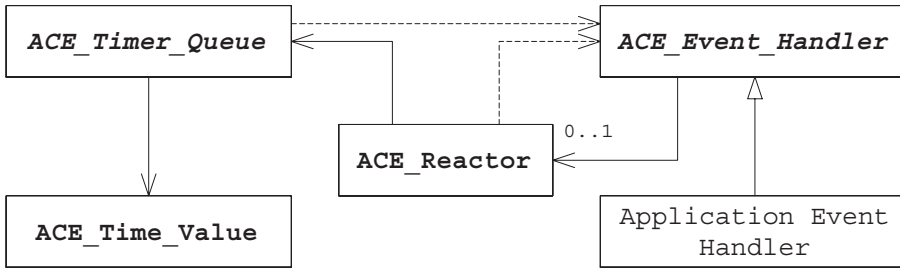 ACE_Timer_Queue
ACE_Event_Handler
0..1
ACE_Reactor
ACE_Time_Value
Application Event
Handler